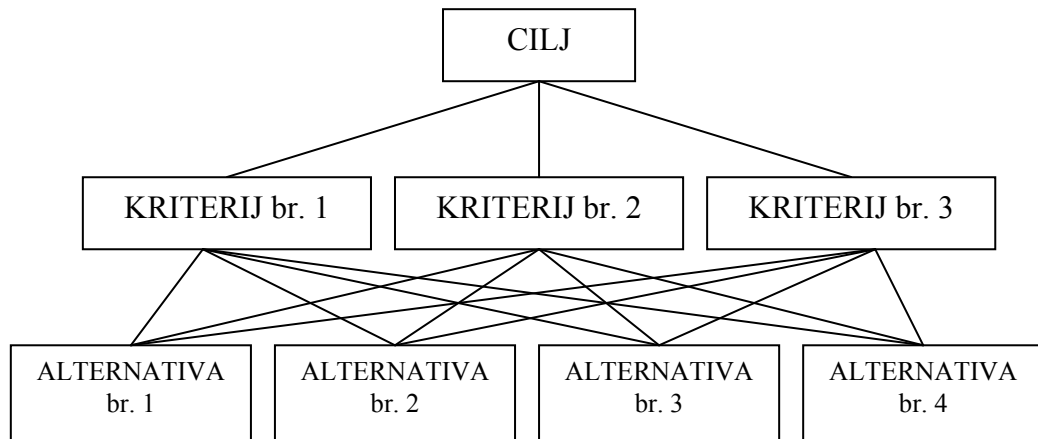 CILJ
KRITERIJ br. 1
KRITERIJ br. 2
KRITERIJ br. 3
ALTERNATIVA
br. 1
ALTERNATIVA
br. 2
ALTERNATIVA
br. 3
ALTERNATIVA
br. 4